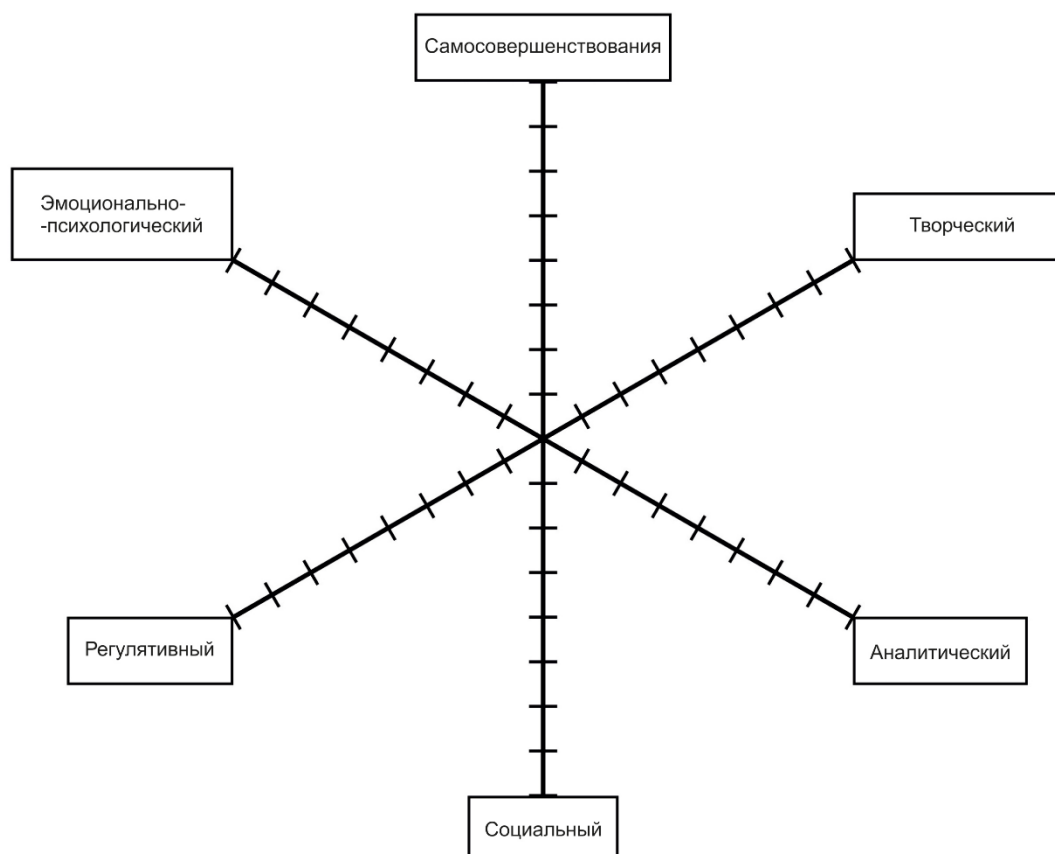 Самосовершенствования
Эмоционально-
-психологический
Творческий
Регулятивный
Аналитический
Социальный